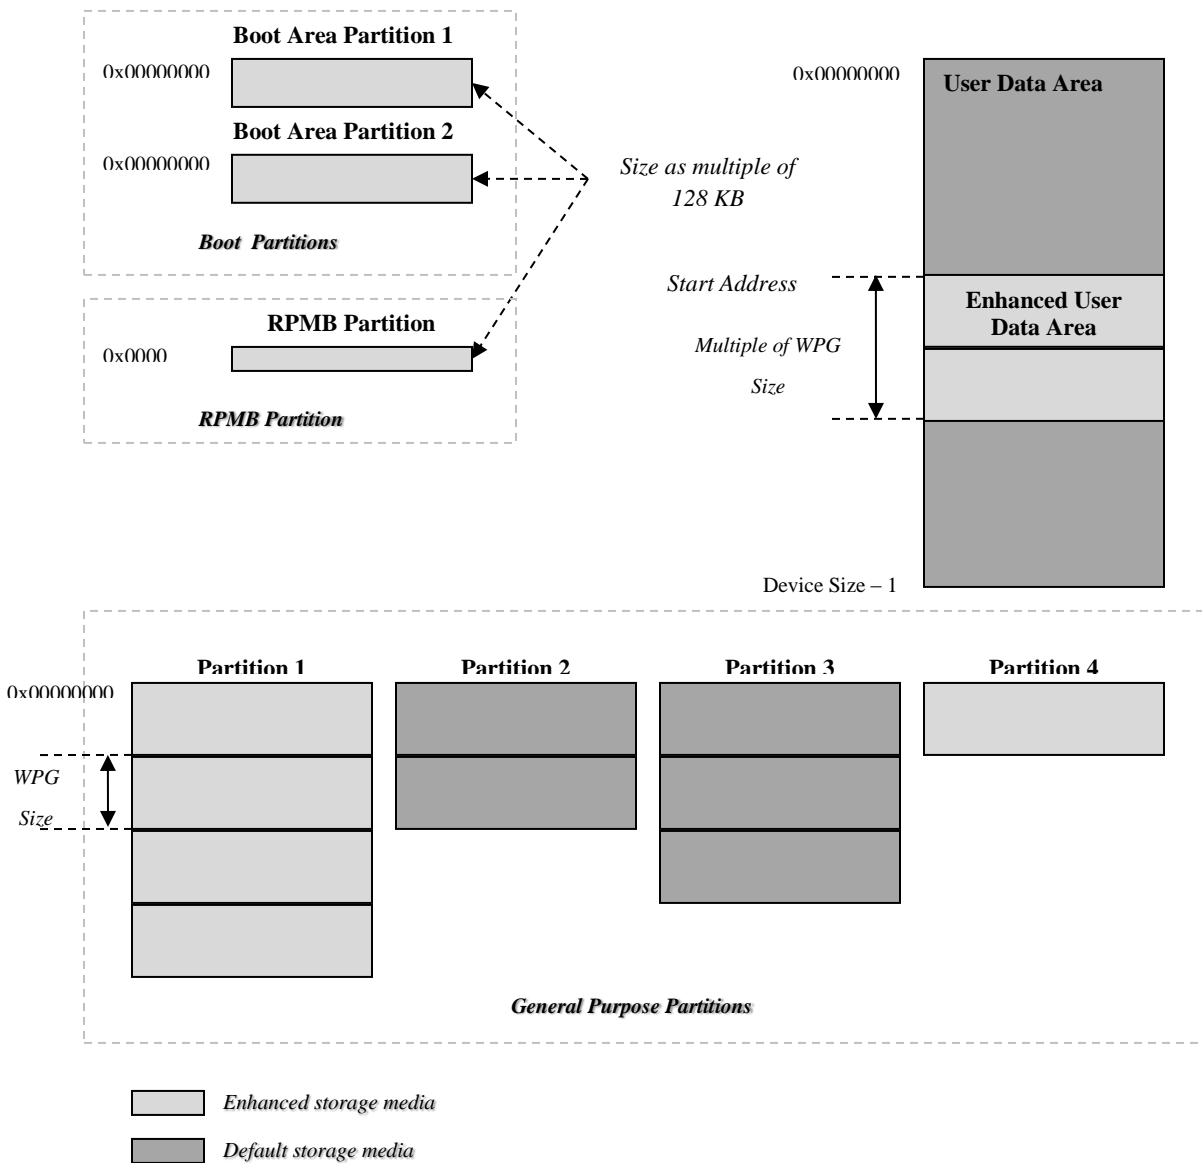 Boot Area Partition 1
0x00000000
Boot Area Partition 2
0x00000000
Boot Partitions
Size as multiple of
128 KB
RPMB Partition
0x0000
RPMB Partition
0x00000000
User Data Area
Start Address
Enhanced User
Data Area
Multiple of WPG
Size
Device Size – 1
Partition 1
Partition 2
Partition 3
Partition 4
0x00000000
WPG
Size
General Purpose Partitions
Enhanced storage media
Default storage media